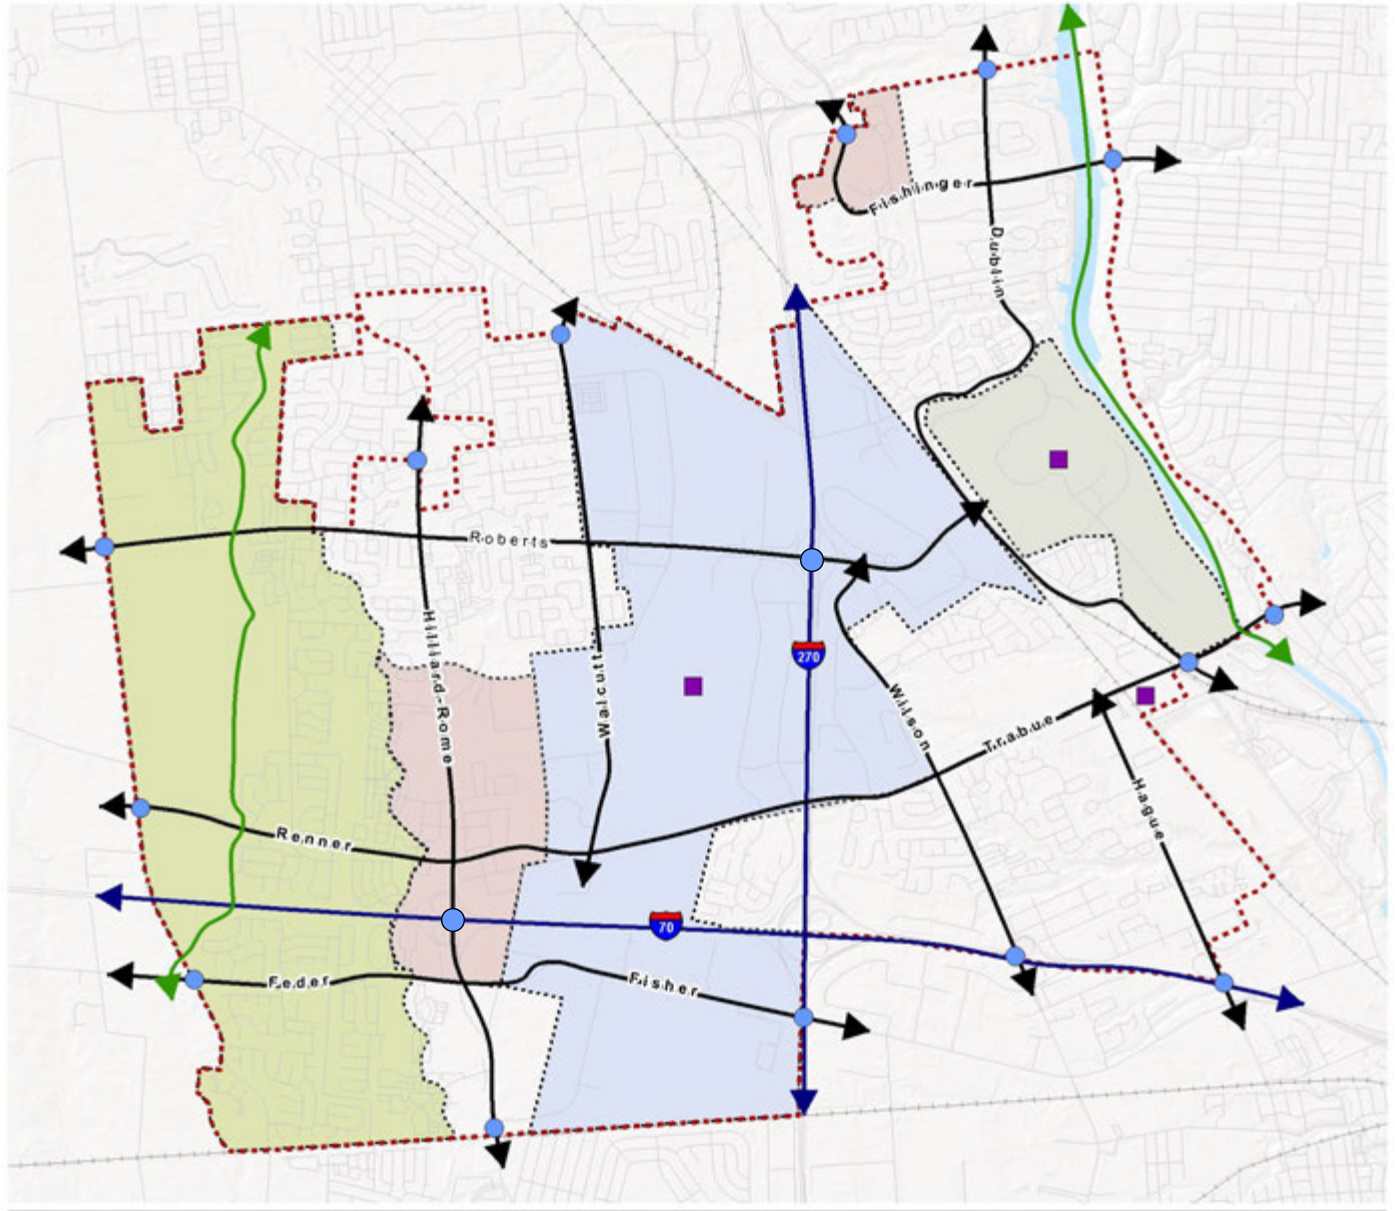 Fishinger
Dublin
Roberts
Hilliard-Rome
Walcutt
270
Wilson
Trabue
Hague
Renner
70
Feder
Fisher